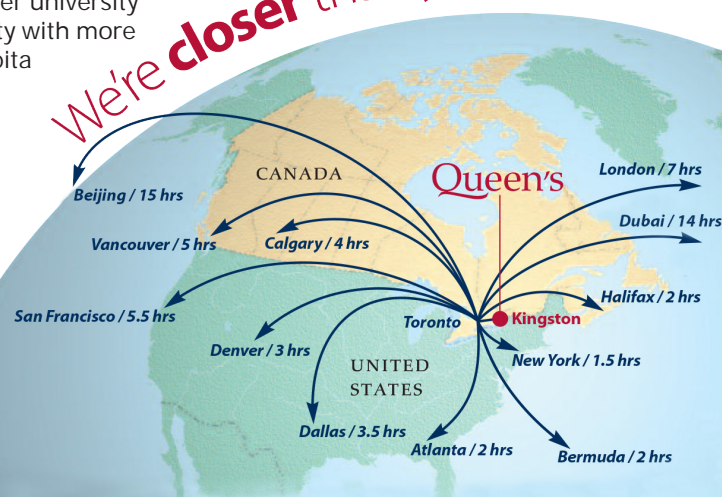 er university
ty with more
pita
We're closer
CANADA
Queen's
London / 7 hrs
Beijing / 15 hrs
Dubai / 14 hrs
Vancouver / 5 hrs
Calgary / 4 hrs
Halifax / 2 hrs
San Francisco / 5.5 hrs
Toronto
Kingston
Denver / 3 hrs
New York / 1.5 hrs
UNITED
STATES
Dallas / 3.5 hrs
Atlanta / 2 hrs
Bermuda / 2 hrs